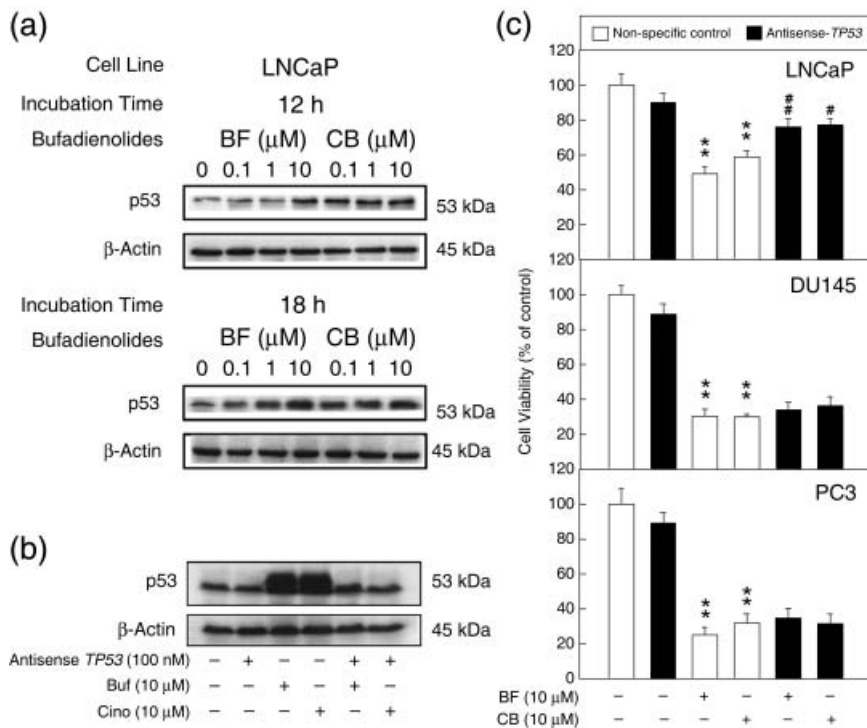 (a)
Cell Line LNCaP
Incubation Time 12 h
Bufadienolides BF (μM) CB (μM)
0 0.1 1 10 0.1 1 10
p53 53 kDa
β-Actin 45 kDa
Incubation Time 18 h
Bufadienolides BF (μM) CB (μM)
0 0.1 1 10 0.1 1 10
p53 53 kDa
β-Actin 45 kDa
(b)
p53 53 kDa
β-Actin 45 kDa
Antisense TP53 (100 nM) − + − − + +
Buf (10 μM) − − + − + −
Cino (10 μM) − − − + − +
(c)
Non-specific control Antisense-TP53
Cell Viability (% of control)
LNCaP
120
100
80
60
40
20
** ** ## #
DU145
120
100
80
60
40
20
** **
PC3
120
100
80
60
40
20
0
** **
BF (10 μM) − − + − + −
CB (10 μM) − − − + − +